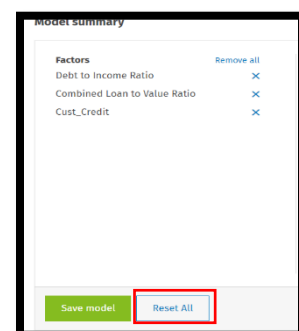 Model summary
Factors Remove all
Debt to Income Ratio ×
Combined Loan to Value Ratio ×
Cust_Credit ×
Save model Reset All